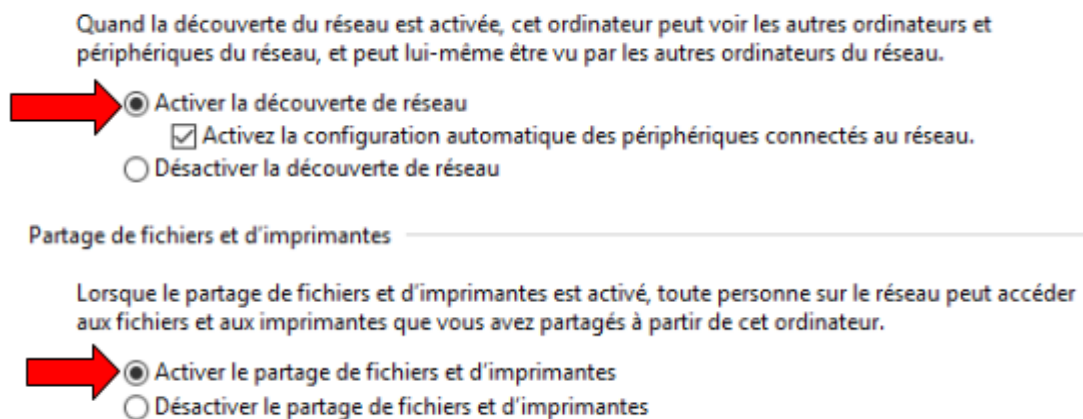 Quand la découverte du réseau est activée, cet ordinateur peut voir les autres ordinateurs et
périphériques du réseau, et peut lui-même être vu par les autres ordinateurs du réseau.
Activer la découverte de réseau
Activez la configuration automatique des périphériques connectés au réseau.
Désactiver la découverte de réseau
Partage de fichiers et d’imprimantes
Lorsque le partage de fichiers et d’imprimantes est activé, toute personne sur le réseau peut accéder
aux fichiers et aux imprimantes que vous avez partagés à partir de cet ordinateur.
Activer le partage de fichiers et d’imprimantes
Désactiver le partage de fichiers et d’imprimantes